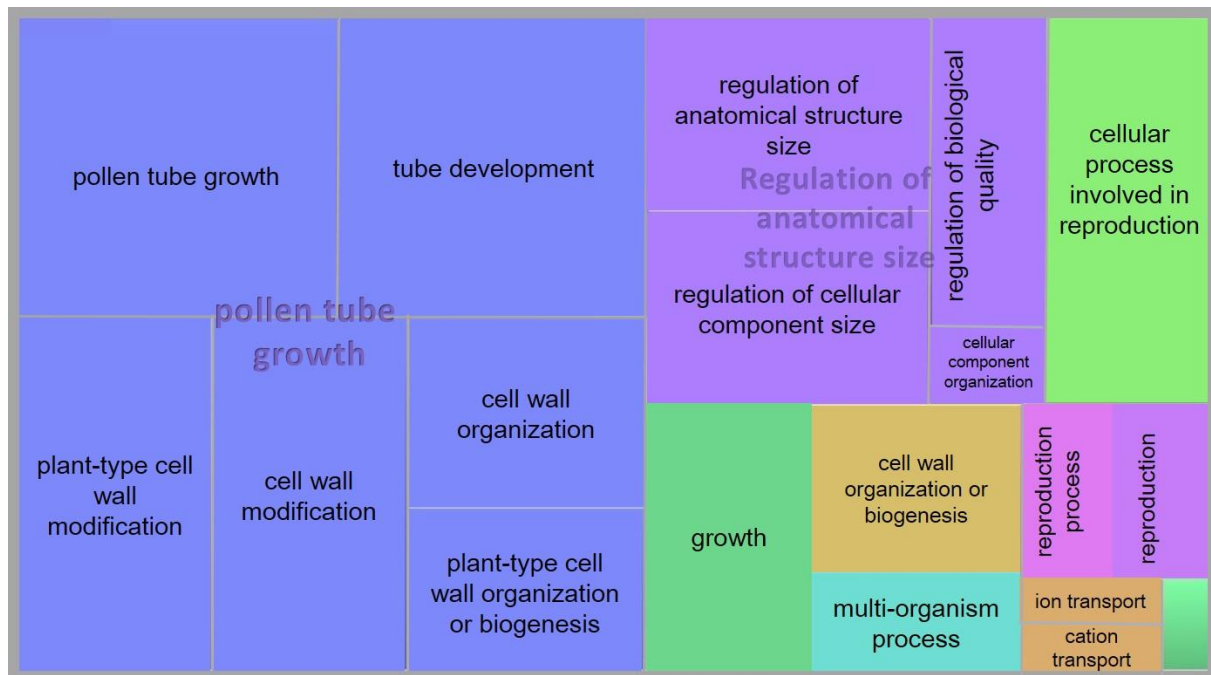 pollen tube growth
tube development
pollen tube
growth
plant-type cell
wall
modification
cell wall
modification
cell wall
organization
plant-type cell
wall organization
or biogenesis
regulation of
anatomical structure
size
Regulation of
anatomical
structure size
regulation of cellular
component size
regulation of biological
quality
cellular
component
organization
cellular
process
involved in
reproduction
growth
cell wall
organization or
biogenesis
multi-organism
process
reproduction
process
reproduction
ion transport
cation
transport